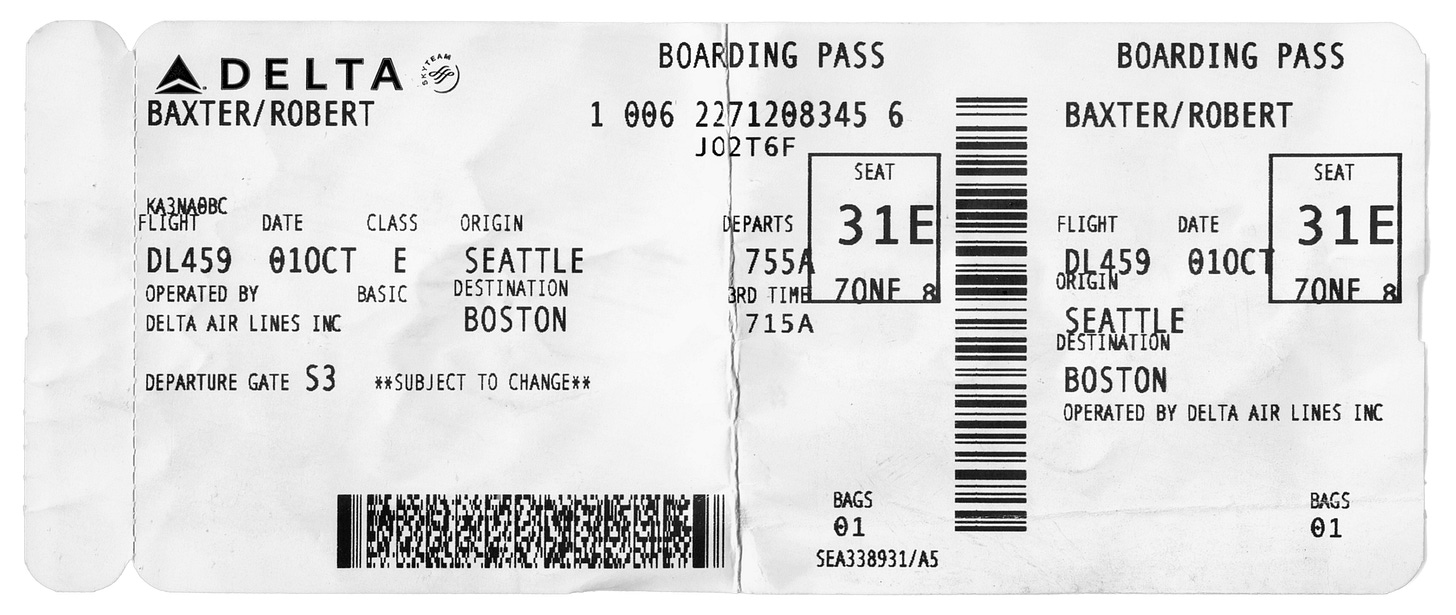 DELTA
SKYTEAM
BOARDING PASS
BAXTER/ROBERT
1 006 2271208345 6
JO2T6F
KA3NA0BC
FLIGHT DATE CLASS ORIGIN DEPARTS
DL459 01OCT E SEATTLE 755A
OPERATED BY BASIC DESTINATION BRD TIME
DELTA AIR LINES INC BOSTON 715A
SEAT
31E
ZONE 8
DEPARTURE GATE S3 **SUBJECT TO CHANGE**
BAGS
01
SEA338931/A5
BOARDING PASS
BAXTER/ROBERT
SEAT
31E
ZONE 8
FLIGHT DATE
DL459 01OCT
ORIGIN
SEATTLE
DESTINATION
BOSTON
OPERATED BY DELTA AIR LINES INC
BAGS
01